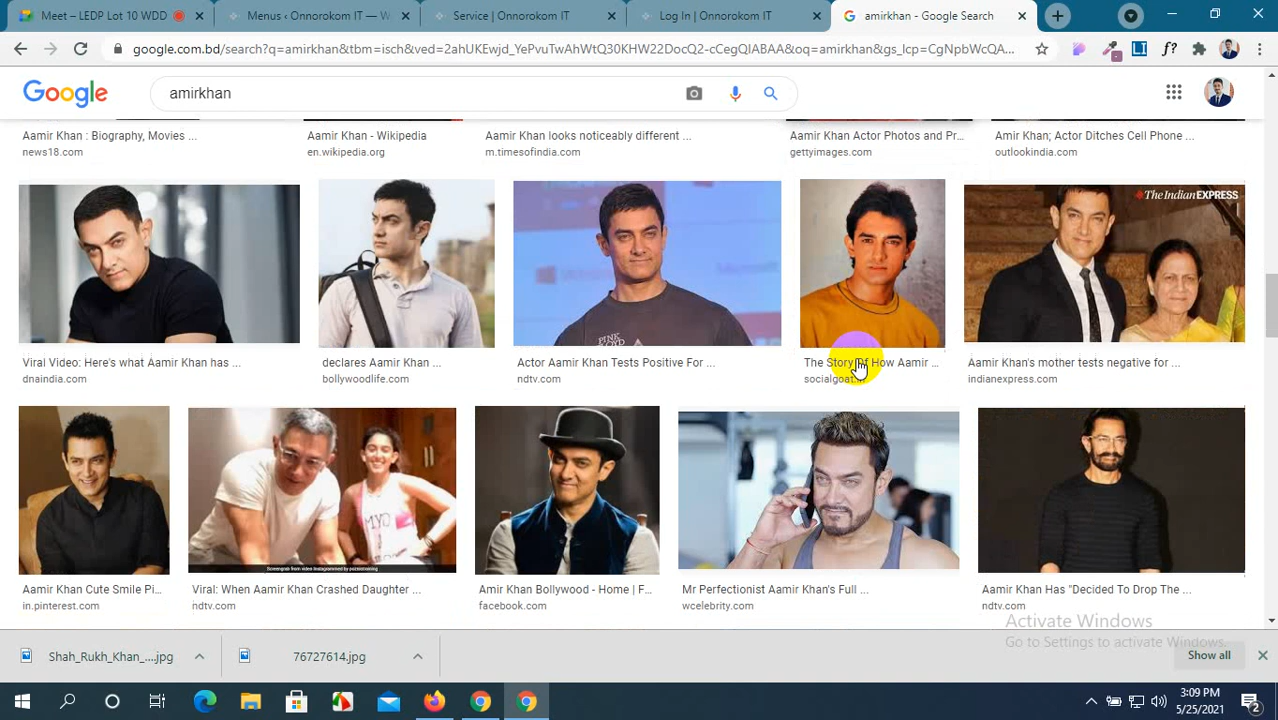 Meet – LEDP Lot 10 WDD
Menus ‹ Onnorokom IT — W
Service | Onnorokom IT
Log In | Onnorokom IT
amirkhan - Google Search
google.com.bd/search?q=amirkhan&tbm=isch&ved=2ahUKEwjd_YePvuTwAhWtQ30KHW22DocQ2-cCegQIABAA&oq=amirkhan&gs_lcp=CgNpbWcQA...
Google
amirkhan
Aamir Khan : Biography, Movies ...
news18.com
Aamir Khan - Wikipedia
en.wikipedia.org
Aamir Khan looks noticeably different ...
m.timesofindia.com
Aamir Khan Actor Photos and Pr...
gettyimages.com
Amir Khan; Actor Ditches Cell Phone ...
outlookindia.com
The Indian EXPRESS
Viral Video: Here's what Aamir Khan has ...
dnaindia.com
declares Aamir Khan ...
bollywoodlife.com
Actor Aamir Khan Tests Positive For ...
ndtv.com
The Story Of How Aamir ...
socialgoat.in
Aamir Khan's mother tests negative for ...
indianexpress.com
Aamir Khan Cute Smile Pi...
in.pinterest.com
Viral: When Aamir Khan Crashed Daughter ...
ndtv.com
Amir Khan Bollywood - Home | F...
facebook.com
Mr Perfectionist Aamir Khan's Full ...
wcelebrity.com
Aamir Khan Has "Decided To Drop The ...
ndtv.com
Activate Windows
Go to Settings to activate Windows.
Shah_Rukh_Khan_....jpg
76727614.jpg
Show all
3:09 PM
5/25/2021
2